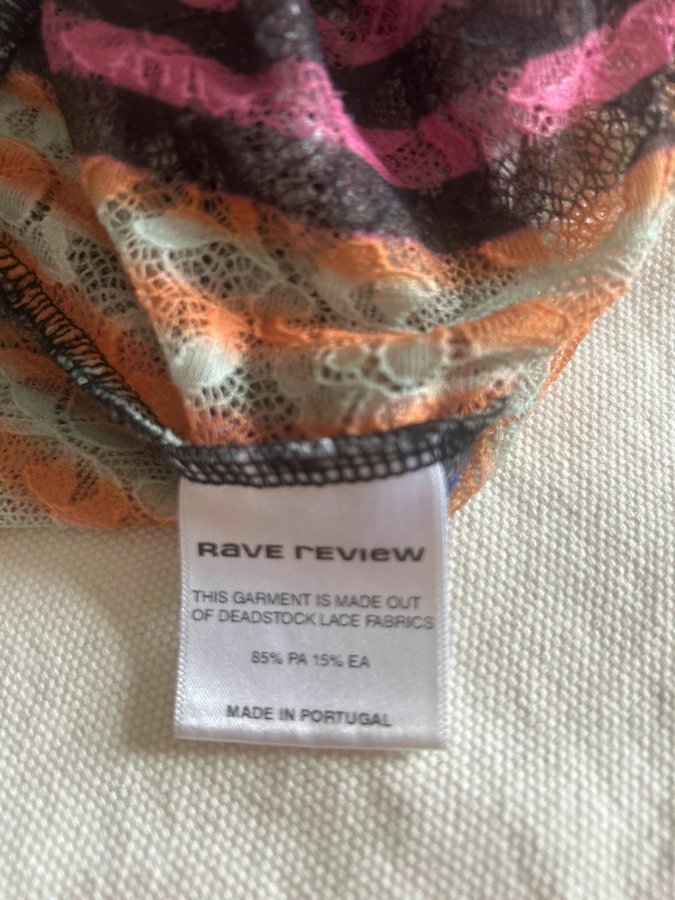 Rave review
THIS GARMENT IS MADE OUT
OF DEADSTOCK LACE FABRICS
85% PA 15% EA
MADE IN PORTUGAL